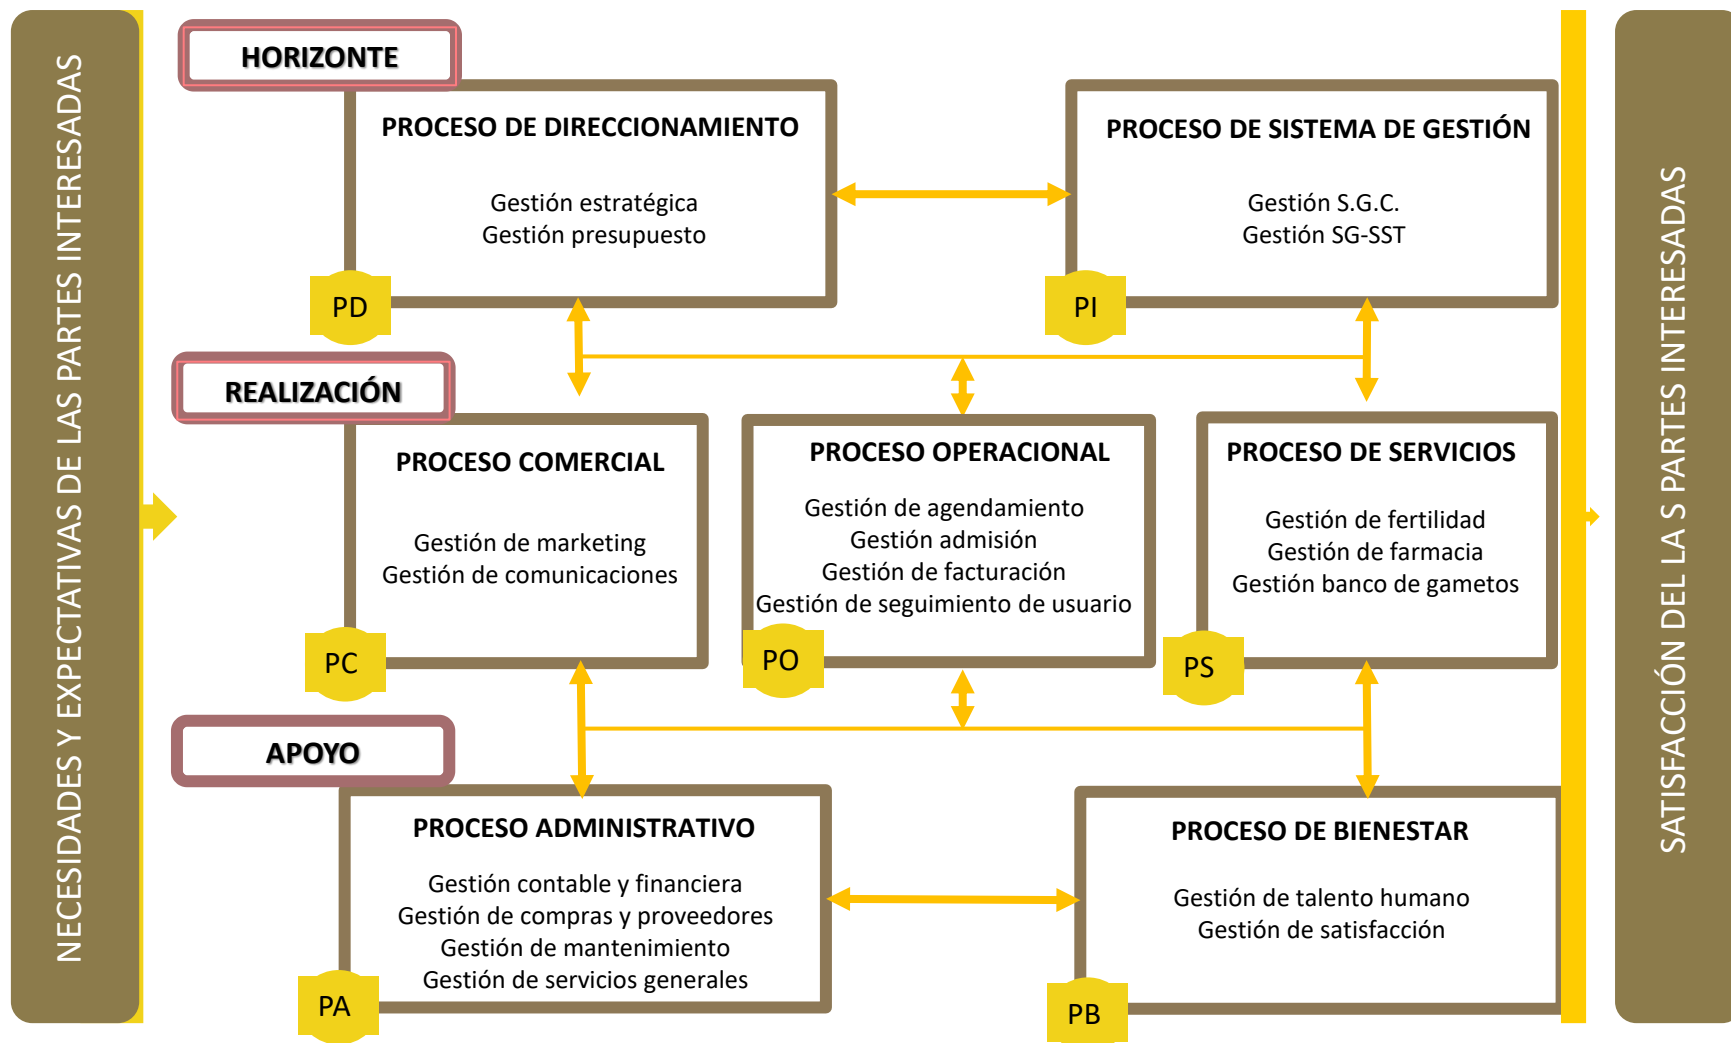 NECESIDADES Y EXPECTATIVAS DE LAS PARTES INTERESADAS
HORIZONTE
PROCESO DE DIRECCIONAMIENTO
Gestión estratégica
Gestión presupuesto
PD
PROCESO DE SISTEMA DE GESTIÓN
Gestión S.G.C.
Gestión SG-SST
PI
REALIZACIÓN
PROCESO COMERCIAL
Gestión de marketing
Gestión de comunicaciones
PC
PROCESO OPERACIONAL
Gestión de agendamiento
Gestión admisión
Gestión de facturación
Gestión de seguimiento de usuario
PO
PROCESO DE SERVICIOS
Gestión de fertilidad
Gestión de farmacia
Gestión banco de gametos
PS
APOYO
PROCESO ADMINISTRATIVO
Gestión contable y financiera
Gestión de compras y proveedores
Gestión de mantenimiento
Gestión de servicios generales
PA
PROCESO DE BIENESTAR
Gestión de talento humano
Gestión de satisfacción
PB
SATISFACCIÓN DEL LA S PARTES INTERESADAS